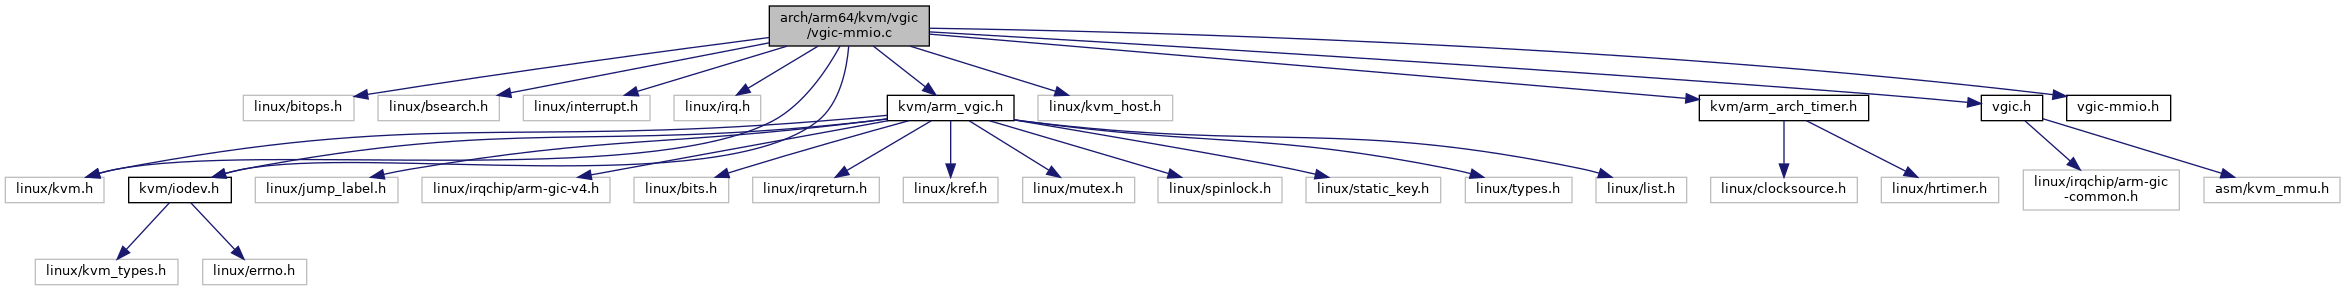 arch/arm64/kvm/vgic
/vgic-mmio.c
linux/bitops.h
linux/bsearch.h
linux/interrupt.h
linux/irq.h
kvm/arm_vgic.h
linux/kvm_host.h
kvm/arm_arch_timer.h
vgic.h
vgic-mmio.h
linux/kvm.h
kvm/iodev.h
linux/jump_label.h
linux/irqchip/arm-gic-v4.h
linux/bits.h
linux/irqreturn.h
linux/kref.h
linux/mutex.h
linux/spinlock.h
linux/static_key.h
linux/types.h
linux/list.h
linux/clocksource.h
linux/hrtimer.h
linux/irqchip/arm-gic
-common.h
asm/kvm_mmu.h
linux/kvm_types.h
linux/errno.h